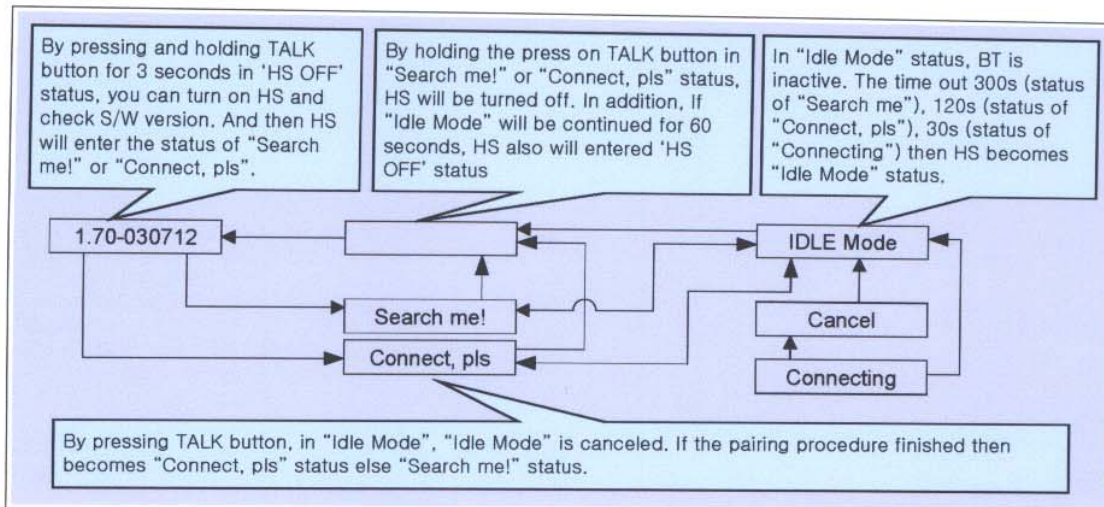 By pressing and holding TALK
button for 3 seconds in 'HS OFF'
status, you can turn on HS and
check S/W version. And then HS
will enter the status of "Search
me!" or "Connect, pls".
By holding the press on TALK button in
"Search me!" or "Connect, pls" status,
HS will be turned off. In addition, If
"Idle Mode" will be continued for 60
seconds, HS also will entered 'HS
OFF' status
In "Idle Mode" status, BT is
inactive. The time out 300s (status
of "Search me"), 120s (status of
"Connect, pls"), 30s (status of
"Connecting") then HS becomes
"Idle Mode" status.
1.70-030712
IDLE Mode
Search me!
Cancel
Connect, pls
Connecting
By pressing TALK button, in "Idle Mode", "Idle Mode" is canceled. If the pairing procedure finished then
becomes "Connect, pls" status else "Search me!" status.